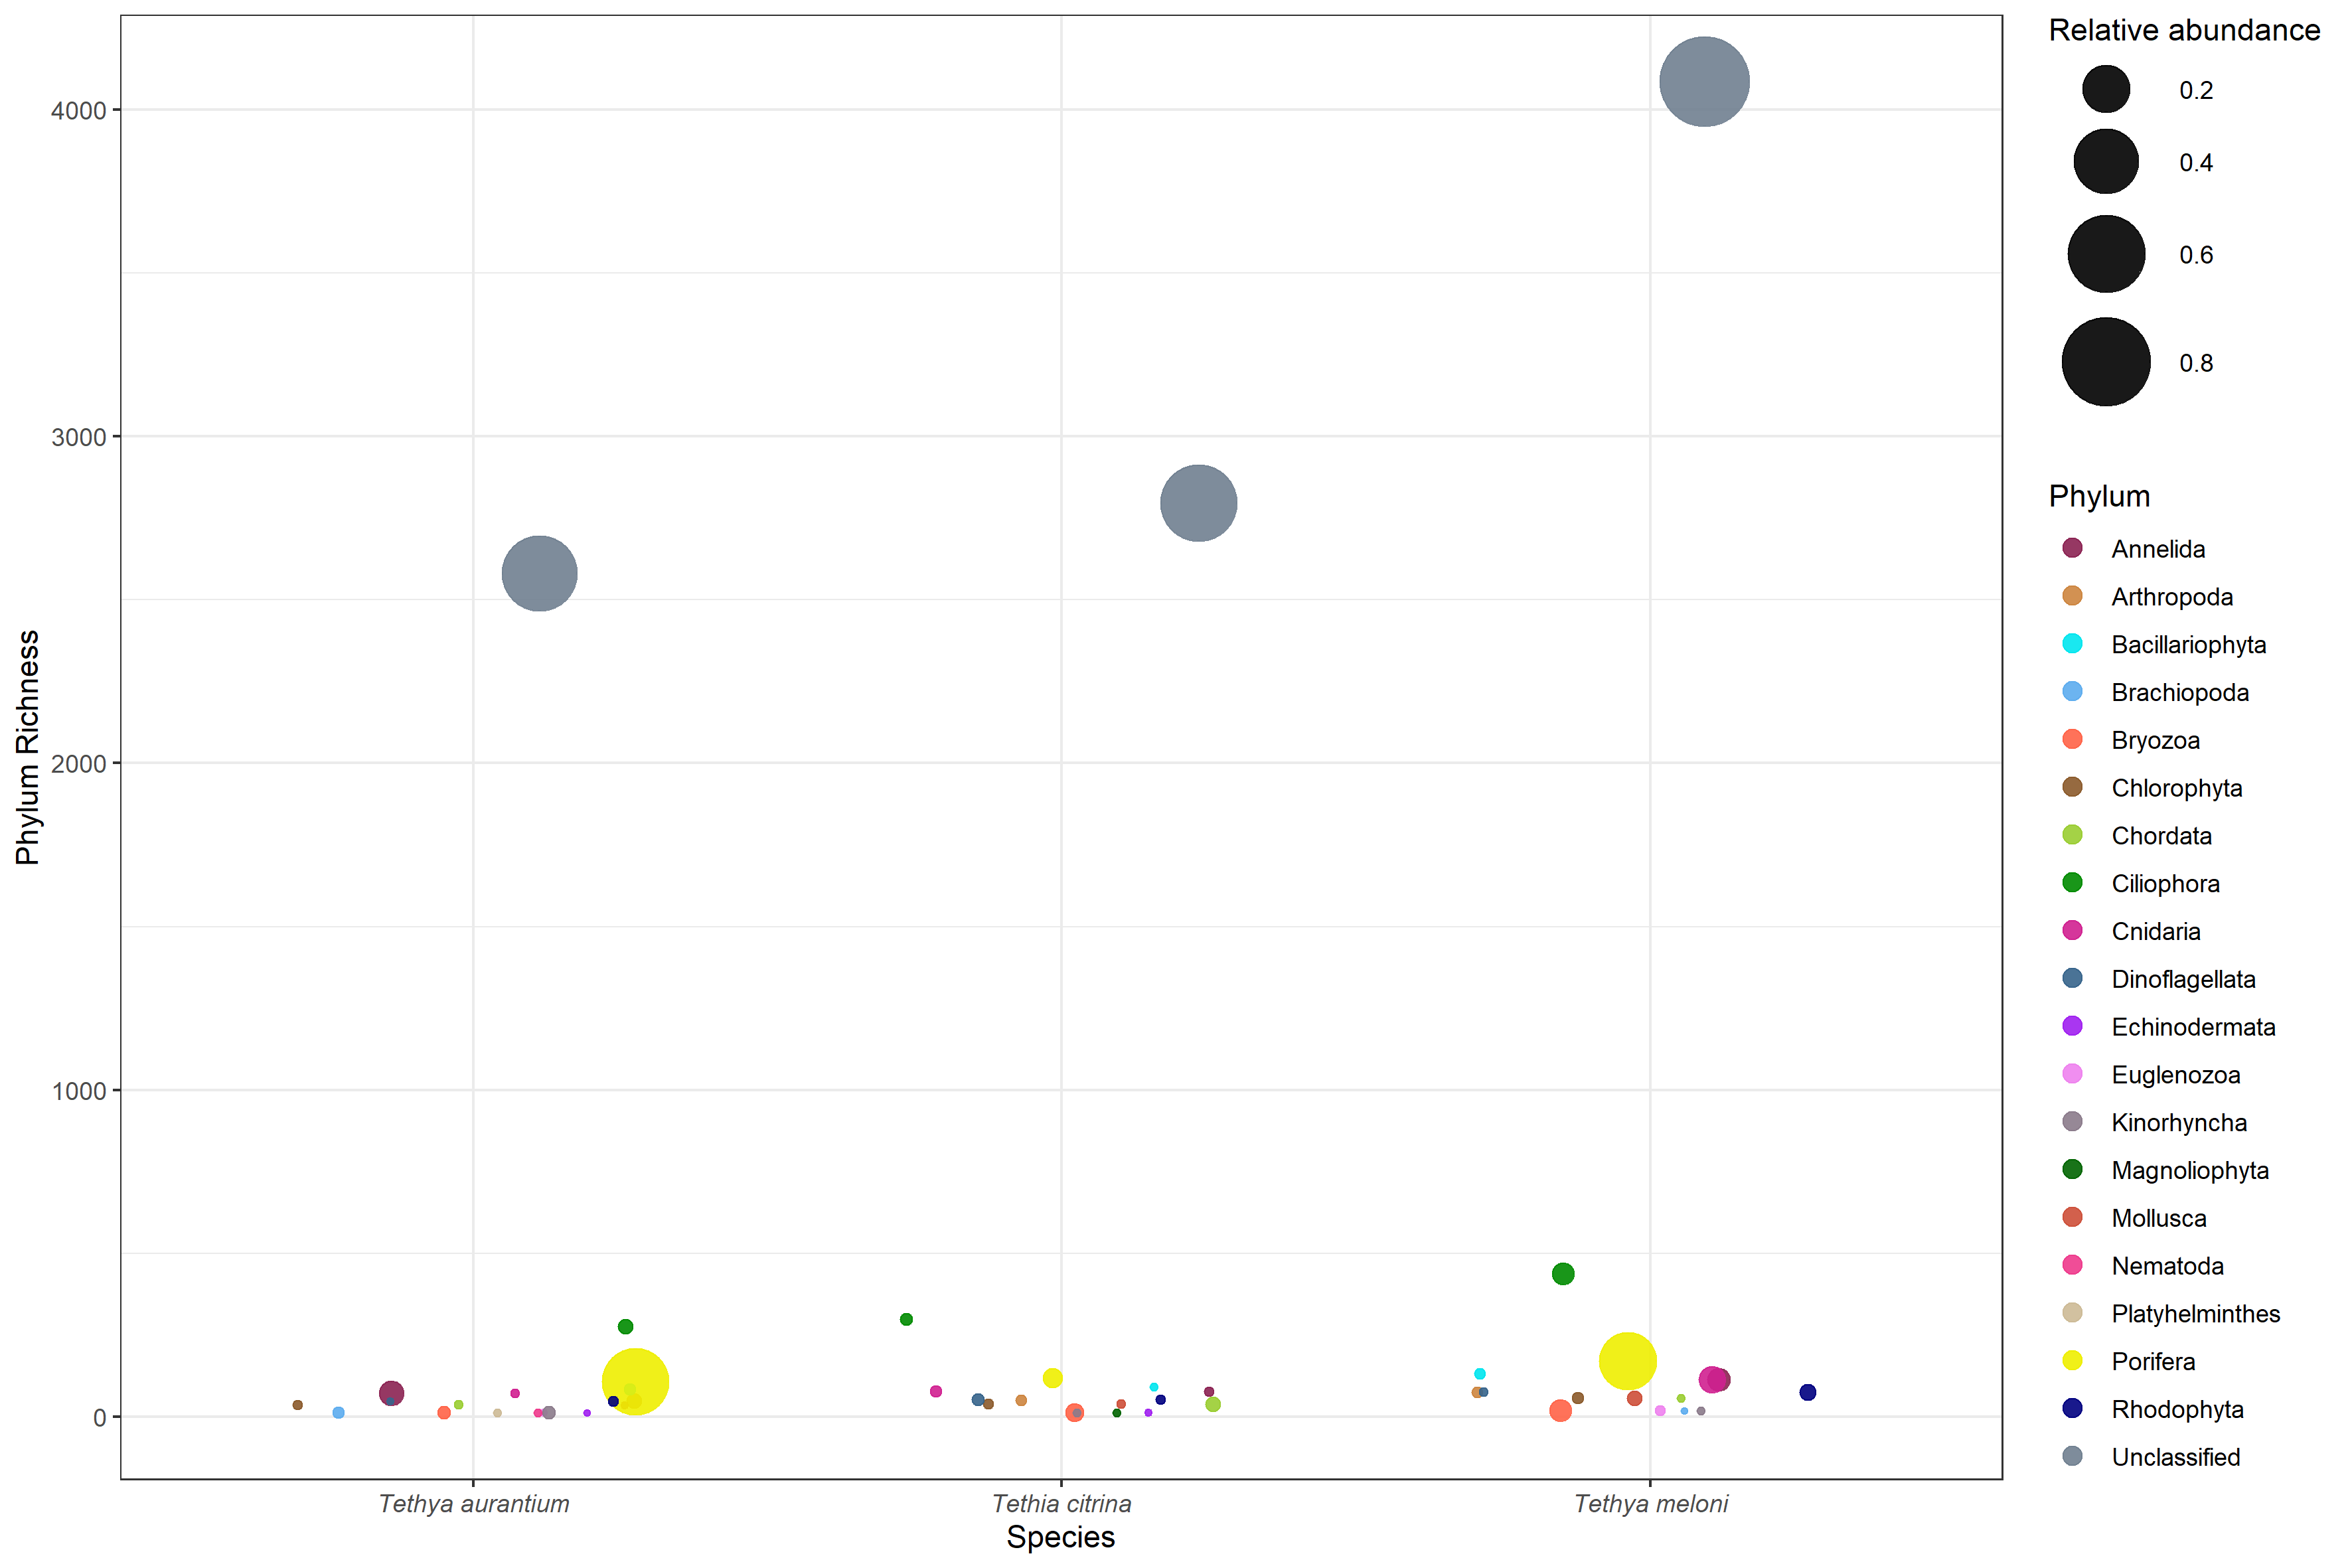 Phylum Richness
4000
3000
2000
1000
0
Tethya aurantium
Tethia citrina
Tethya meloni
Species
Relative abundance
0.2
0.4
0.6
0.8
Phylum
Annelida
Arthropoda
Bacillariophyta
Brachiopoda
Bryozoa
Chlorophyta
Chordata
Ciliophora
Cnidaria
Dinoflagellata
Echinodermata
Euglenozoa
Kinorhyncha
Magnoliophyta
Mollusca
Nematoda
Platyhelminthes
Porifera
Rhodophyta
Unclassified